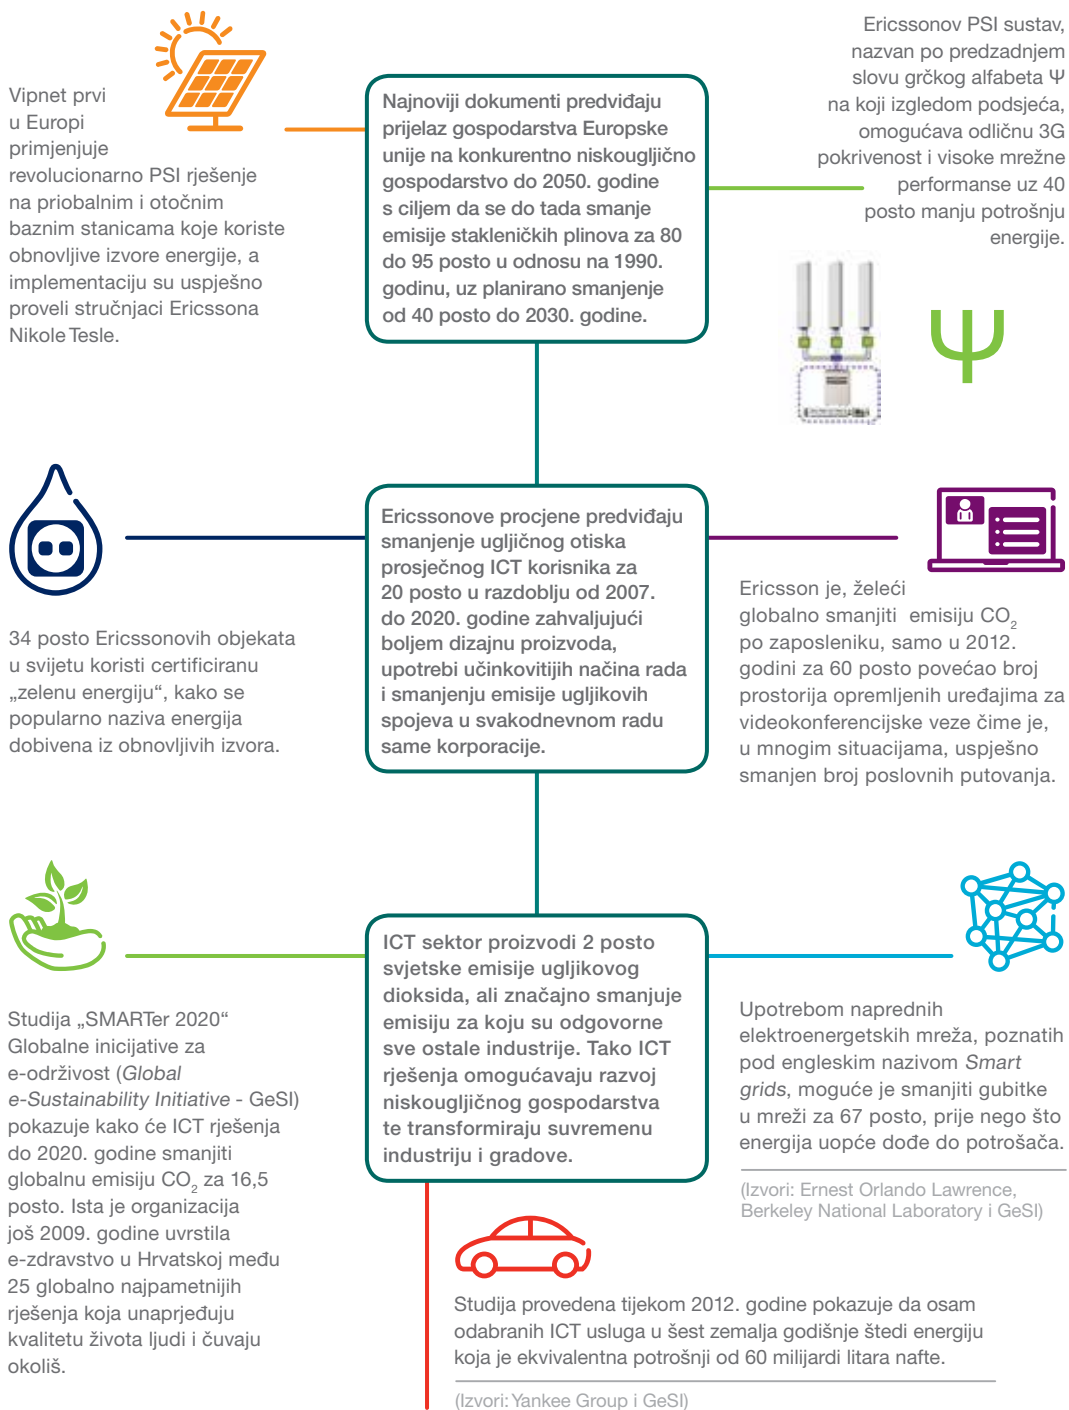 Vipnet prvi
u Europi
primjenjuje
revolucionarno PSI rješenje
na priobalnim i otočnim
baznim stanicama koje koriste
obnovljive izvore energije, a
implementaciju su uspješno
proveli stručnjaci Ericssona
Nikole Tesle.
Najnoviji dokumenti predviđaju
prijelaz gospodarstva Europske
unije na konkurentno niskougljično
gospodarstvo do 2050. godine
s ciljem da se do tada smanje
emisije stakleničkih plinova za 80
do 95 posto u odnosu na 1990.
godinu, uz planirano smanjenje
od 40 posto do 2030. godine.
Ericssonov PSI sustav,
nazvan po predzadnjem
slovu grčkog alfabeta Ψ
na koji izgledom podsjeća,
omogućava odličnu 3G
pokrivenost i visoke mrežne
performanse uz 40
posto manju potrošnju
energije.
Ψ
34 posto Ericssonovih objekata
u svijetu koristi certificiranu
„zelenu energiju“, kako se
popularno naziva energija
dobivena iz obnovljivih izvora.
Ericssonove procjene predviđaju
smanjenje ugljičnog otiska
prosječnog ICT korisnika za
20 posto u razdoblju od 2007.
do 2020. godine zahvaljujući
boljem dizajnu proizvoda,
upotrebi učinkovitijih načina rada
i smanjenju emisije ugljikovih
spojeva u svakodnevnom radu
same korporacije.
Ericsson je, želeći
globalno smanjiti emisiju CO₂
po zaposleniku, samo u 2012.
godini za 60 posto povećao broj
prostorija opremljenih uređajima za
videokonferencijske veze čime je,
u mnogim situacijama, uspješno
smanjen broj poslovnih putovanja.
Studija „SMARTer 2020“
Globalne inicijative za
e-održivost (Global
e-Sustainability Initiative - GeSI)
pokazuje kako će ICT rješenja
do 2020. godine smanjiti
globalnu emisiju CO₂ za 16,5
posto. Ista je organizacija
još 2009. godine uvrstila
e-zdravstvo u Hrvatskoj među
25 globalno najpametnijih
rješenja koja unaprjeđuju
kvalitetu života ljudi i čuvaju
okoliš.
ICT sektor proizvodi 2 posto
svjetske emisije ugljikovog
dioksida, ali značajno smanjuje
emisiju za koju su odgovorne
sve ostale industrije. Tako ICT
rješenja omogućavaju razvoj
niskougljičnog gospodarstva
te transformiraju suvremenu
industriju i gradove.
Upotrebom naprednih
elektroenergetskih mreža, poznatih
pod engleskim nazivom Smart
grids, moguće je smanjiti gubitke
u mreži za 67 posto, prije nego što
energija uopće dođe do potrošača.
(Izvori: Ernest Orlando Lawrence,
Berkeley National Laboratory i GeSI)
Studija provedena tijekom 2012. godine pokazuje da osam
odabranih ICT usluga u šest zemalja godišnje štedi energiju
koja je ekvivalentna potrošnji od 60 milijardi litara nafte.
(Izvori: Yankee Group i GeSI)